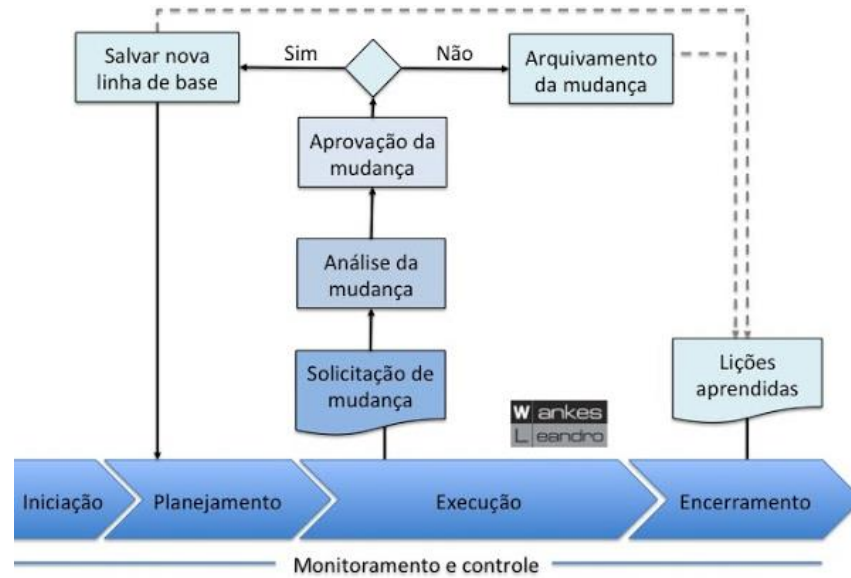 Salvar nova
linha de base
Sim
Não
Arquivamento
da mudança
Aprovação da
mudança
Análise da
mudança
Solicitação de
mudança
Lições
aprendidas
W ankes
L eandro
Iniciação
Planejamento
Execução
Encerramento
Monitoramento e controle